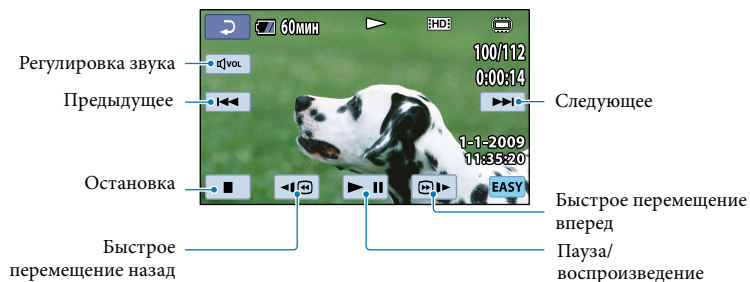 60мин
HD
100/112
0:00:14
Регулировка звука
VOL
Предыдущее
Следующее
1-1-2009
11:35:20
Остановка
EASY
Быстрое перемещение
вперед
Быстрое
перемещение назад
Пауза/
воспроизведение